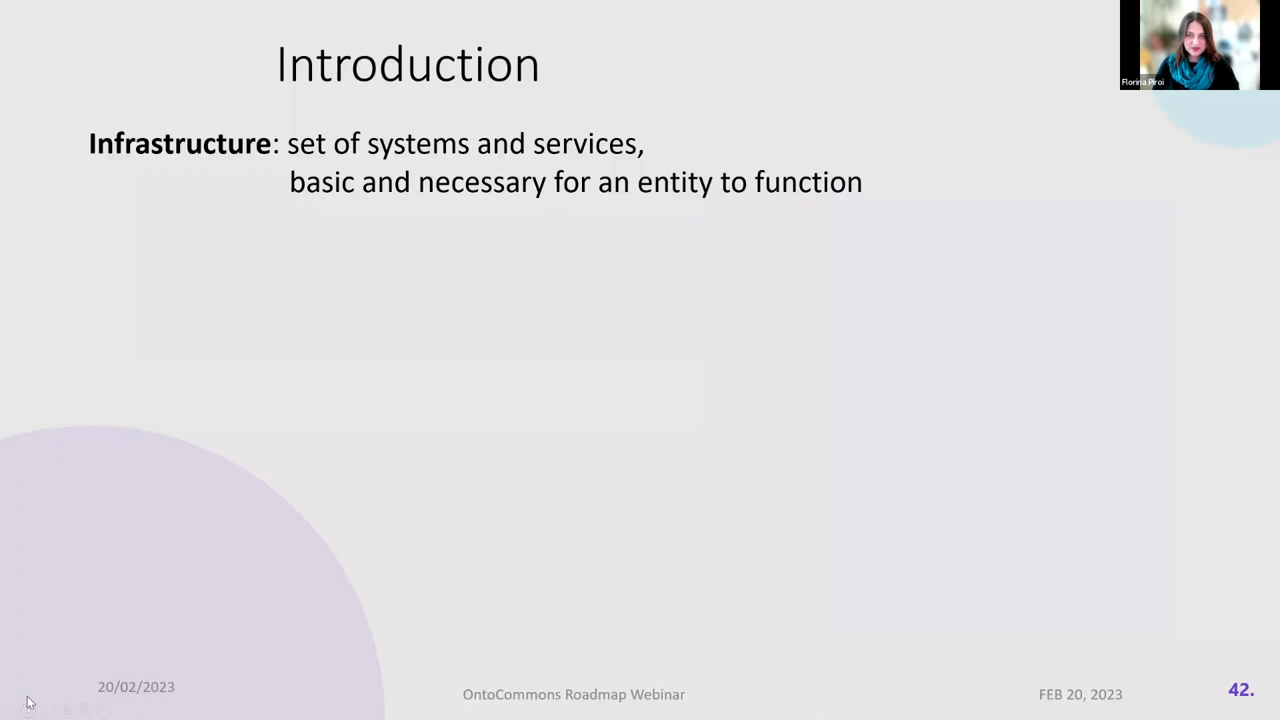 Introduction
Florina Piroi
Infrastructure: set of systems and services,
basic and necessary for an entity to function
20/02/2023
OntoCommons Roadmap Webinar
FEB 20, 2023
42.